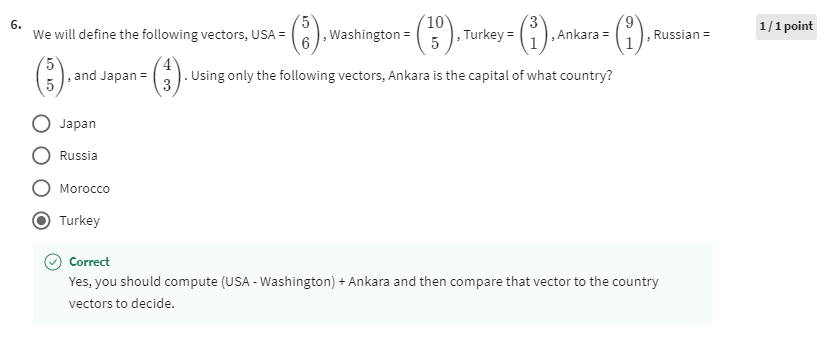 6.
We will define the following vectors, USA = (5 6), Washington = (10 5), Turkey = (3 1), Ankara = (9 1), Russian =
(5 5), and Japan = (4 3). Using only the following vectors, Ankara is the capital of what country?
1 / 1 point
Japan
Russia
Morocco
Turkey
Correct
Yes, you should compute (USA - Washington) + Ankara and then compare that vector to the country
vectors to decide.